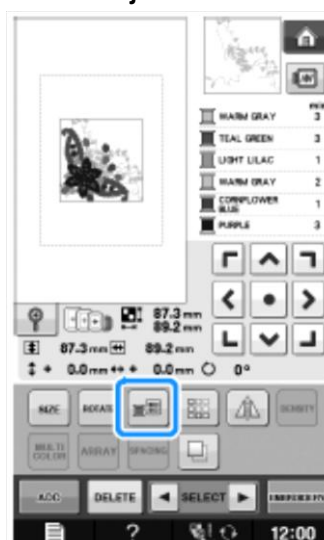 min
WARM GRAY 3
TEAL GREEN 3
LIGHT LILAC 1
WARM GRAY 2
CORNFLOWER BLUE 1
PURPLE 3
87.3 mm
89.2 mm
87.3 mm 89.2 mm
+ 0.0 mm + 0.0 mm 0°
SIZE ROTATE DENSITY
MULTI COLOR ARRAY SPACING
ADD DELETE SELECT EMBROIDERY
? 12:00